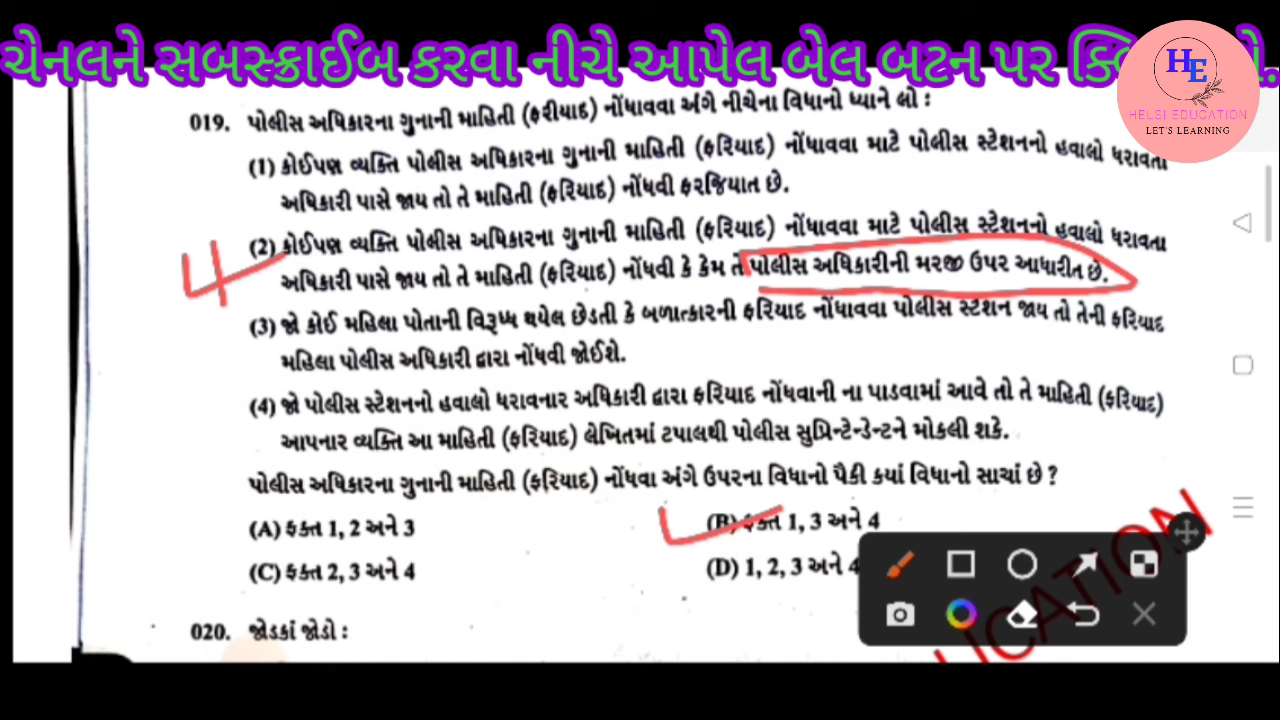 ચેનલને સબસ્ક્રાઈબ કરવા નીચે આપેલ બેલ બટન પર
HE
HELSI EDUCATION
LET'S LEARNING
019. પોલીસ અધિકારના ગુનાની માહિતી (ફરીયાદ) નોંધાવવા અંગે નીચેના વિધાનો ધ્યાને લો :
(1) કોઈપણ વ્યક્તિ પોલીસ અધિકારના ગુનાની માહિતી (ફરિયાદ) નોંધાવવા માટે પોલીસ સ્ટેશનનો હવાલો ધરાવતા
અધિકારી પાસે જાય તો તે માહિતી (ફરિયાદ) નોંધવી ફરજિયાત છે.
(2) કોઈપણ વ્યક્તિ પોલીસ અધિકારના ગુનાની માહિતી (ફરિયાદ) નોંધાવવા માટે પોલીસ સ્ટેશનનો હવાલો ધરાવતા
અધિકારી પાસે જાય તો તે માહિતી (ફરિયાદ) નોંધવી કે કેમ તે પોલીસ અધિકારીની મરજી ઉપર આધારીત છે.
(3) જો કોઈ મહિલા પોતાની વિરૂધ્ધ થયેલ છેડતી કે બળાત્કારની ફરિયાદ નોંધાવવા પોલીસ સ્ટેશન જાય તો તેની ફરિયાદ
મહિલા પોલીસ અધિકારી દ્વારા નોંધવી જોઈશે.
(4) જો પોલીસ સ્ટેશનનો હવાલો ધરાવનાર અધિકારી દ્વારા ફરિયાદ નોંધવાની ના પાડવામાં આવે તો તે માહિતી (ફરિયાદ)
આપનાર વ્યક્તિ આ માહિતી (ફરિયાદ) લેખિતમાં ટપાલથી પોલીસ સુપ્રિન્ટેન્ડેન્ટને મોકલી શકે.
પોલીસ અધિકારના ગુનાની માહિતી (ફરિયાદ) નોંધવા અંગે ઉપરના વિધાનો પૈકી કયાં વિધાનો સાચાં છે ?
(A) ફક્ત 1, 2 અને 3
(B) ફક્ત 1, 3 અને 4
(C) ફક્ત 2, 3 અને 4
(D) 1, 2, 3 અને 4
020. જોડકાં જોડો :